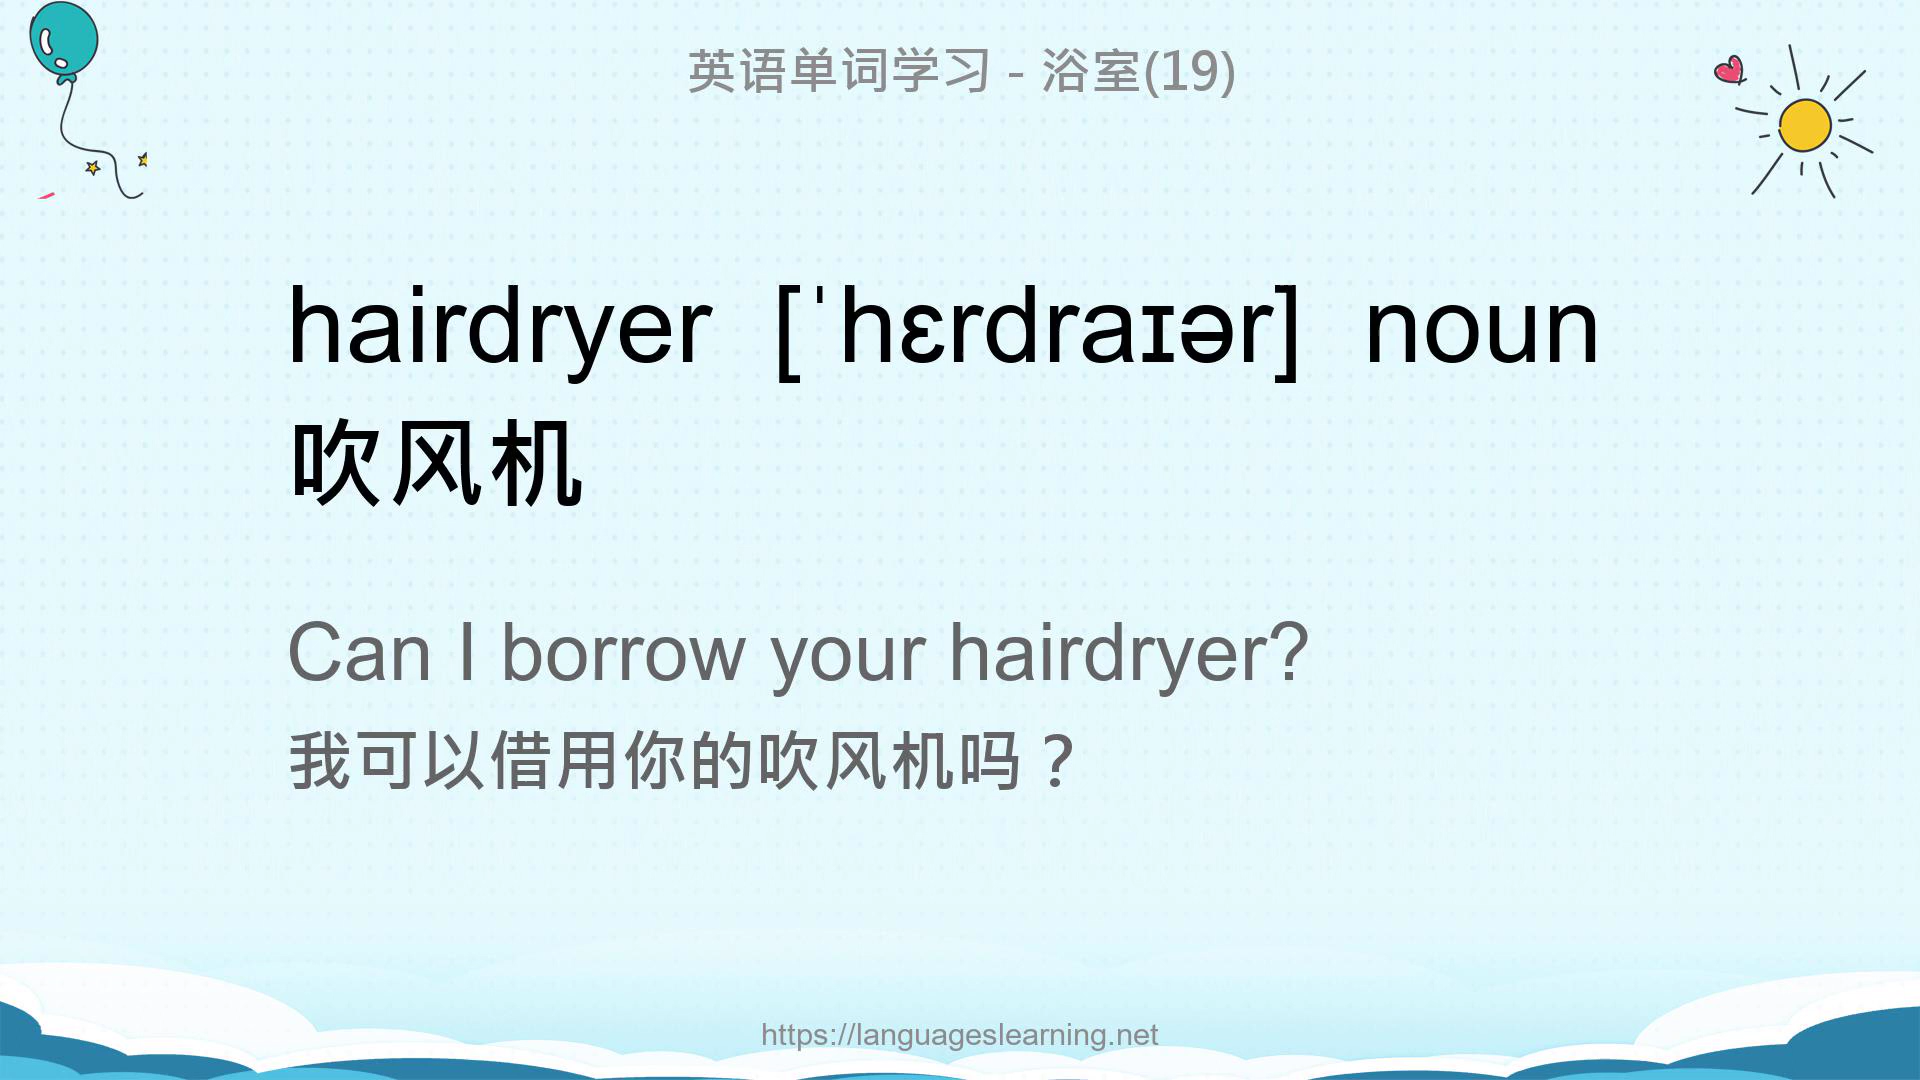 英语单词学习 - 浴室(19)
hairdryer [ˈhɛrdraɪər] noun
吹风机
Can I borrow your hairdryer?
我可以借用你的吹风机吗？
https://languageslearning.net